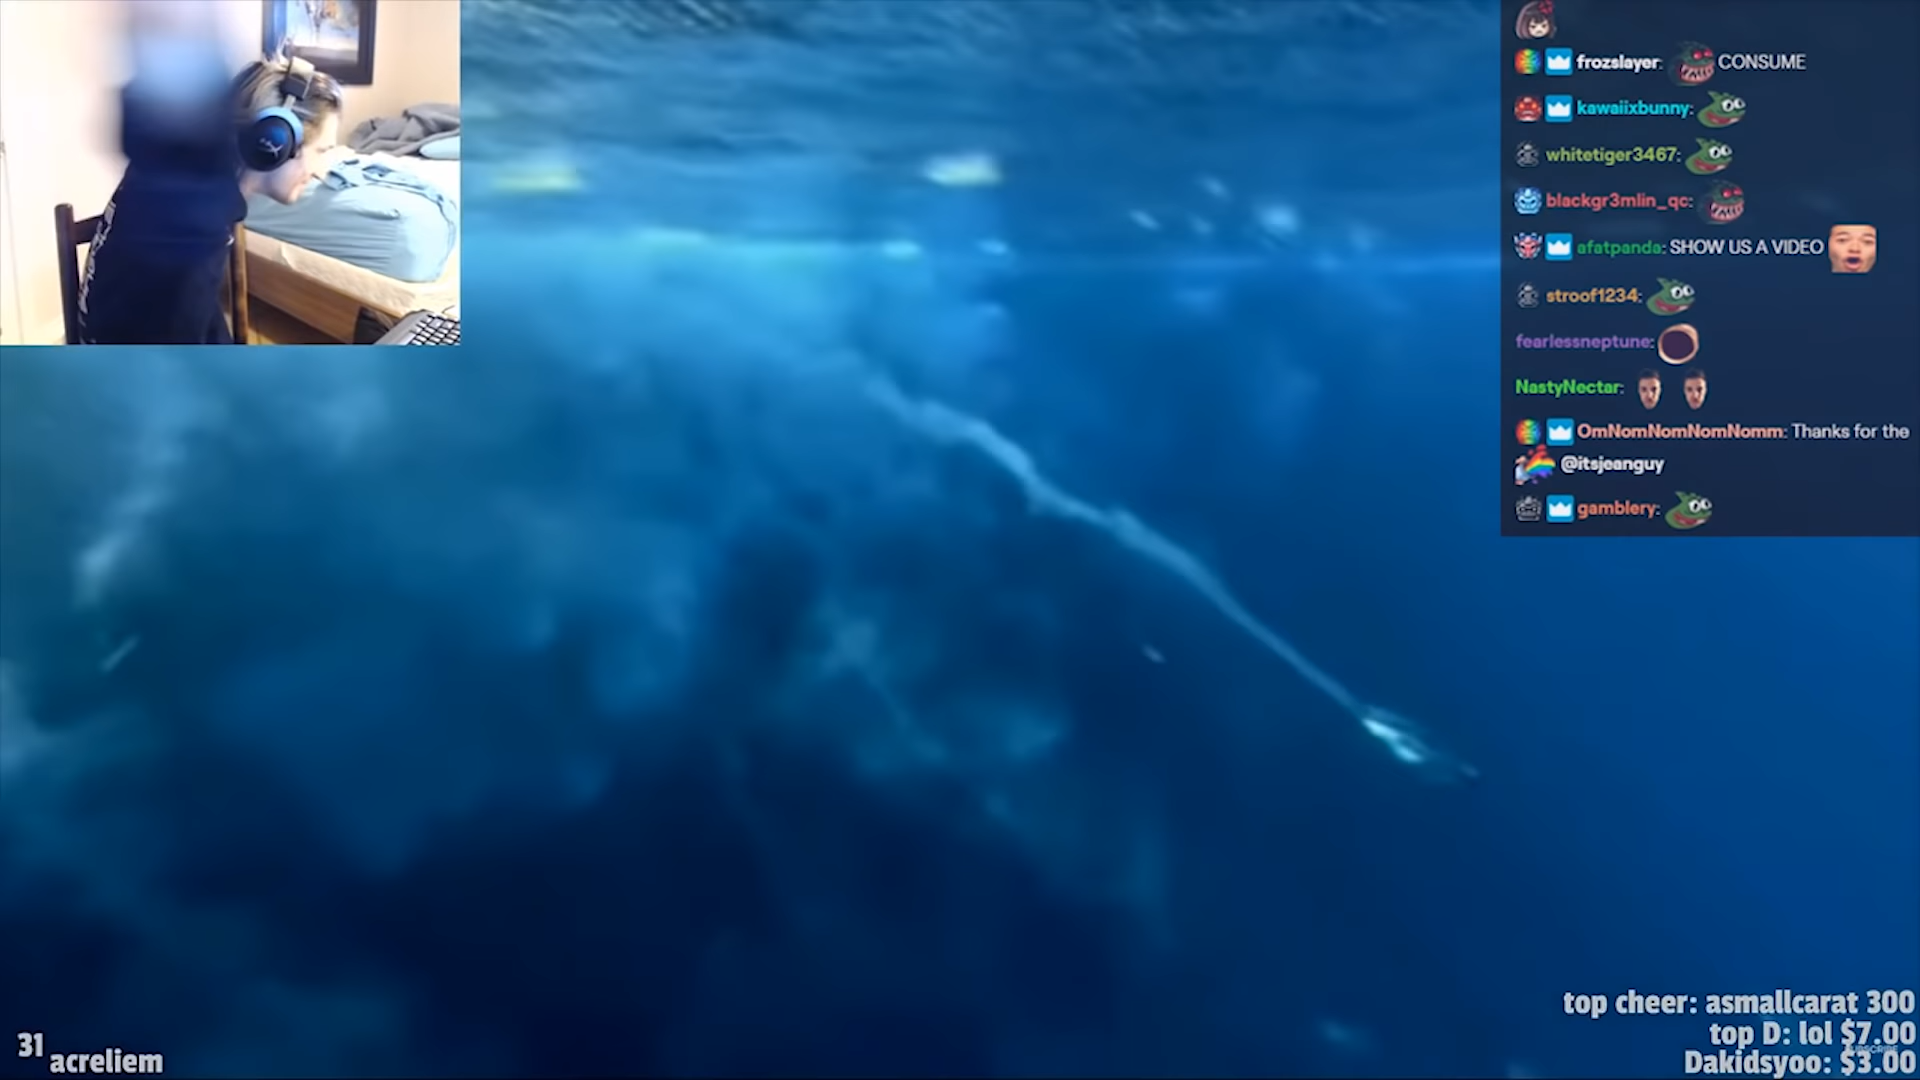 frozslayer: CONSUME
kawaiixbunny:
whitetiger3467:
blackgr3mlin_qc:
afatpanda: SHOW US A VIDEO
stroof1234:
fearlessneptune:
NastyNectar:
OmNomNomNomNomm: Thanks for the
@itsjeanguy
gamblery:
top cheer: asmallcarat 300
top D: lol $7.00
SUBSCRIBE
Dakidsyoo: $3.00
31
acreliem